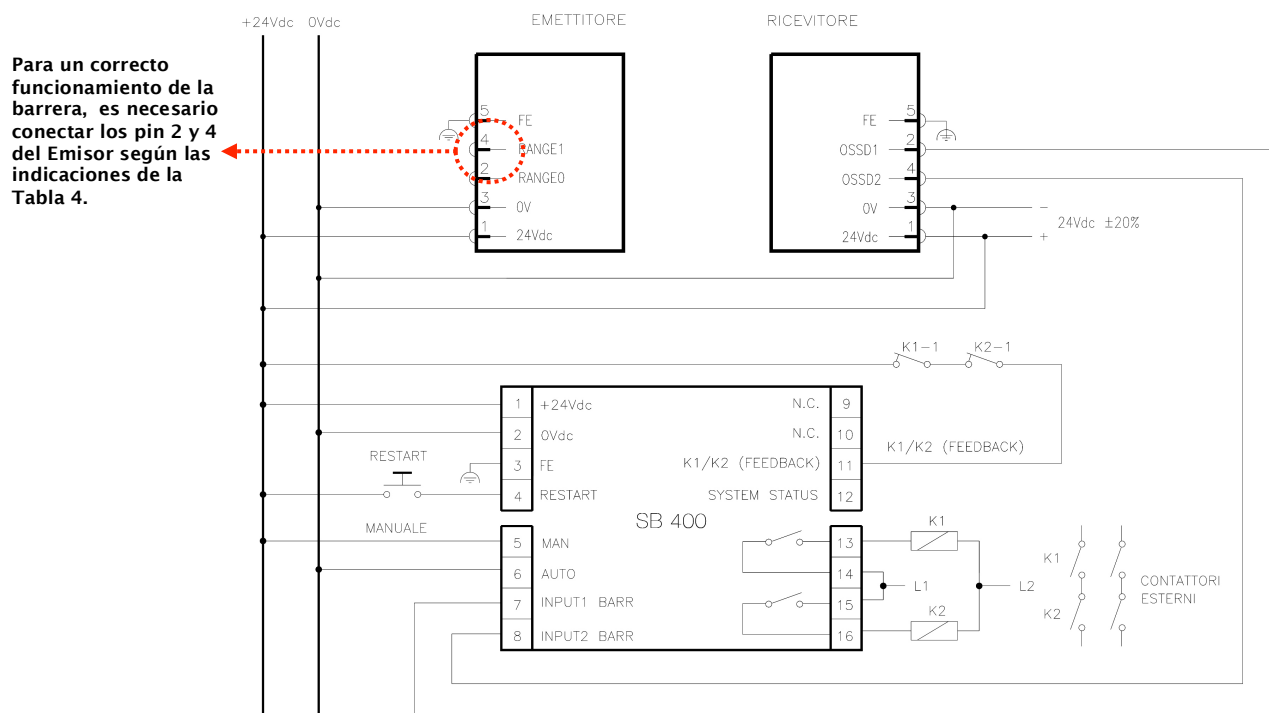 +24Vdc 0Vdc
EMETTITORE
RICEVITORE
Para un correcto
funcionamiento de la
barrera, es necesario
conectar los pin 2 y 4
del Emisor según las
indicaciones de la
Tabla 4.
5 FE
4 RANGE1
2 RANGE0
3 0V
1 24Vdc
FE 5
OSSD1 2
OSSD2 4
0V 3
24Vdc 1
−
24Vdc ±20%
+
K1-1 K2-1
1 +24Vdc
2 0Vdc
3 FE
4 RESTART
RESTART
N.C. 9
N.C. 10
K1/K2 (FEEDBACK) 11
SYSTEM STATUS 12
K1/K2 (FEEDBACK)
SB 400
MANUALE
5 MAN
6 AUTO
7 INPUT1 BARR
8 INPUT2 BARR
13
14
15
16
K1
L1
L2
K2
K1
K2
CONTATTORI
ESTERNI